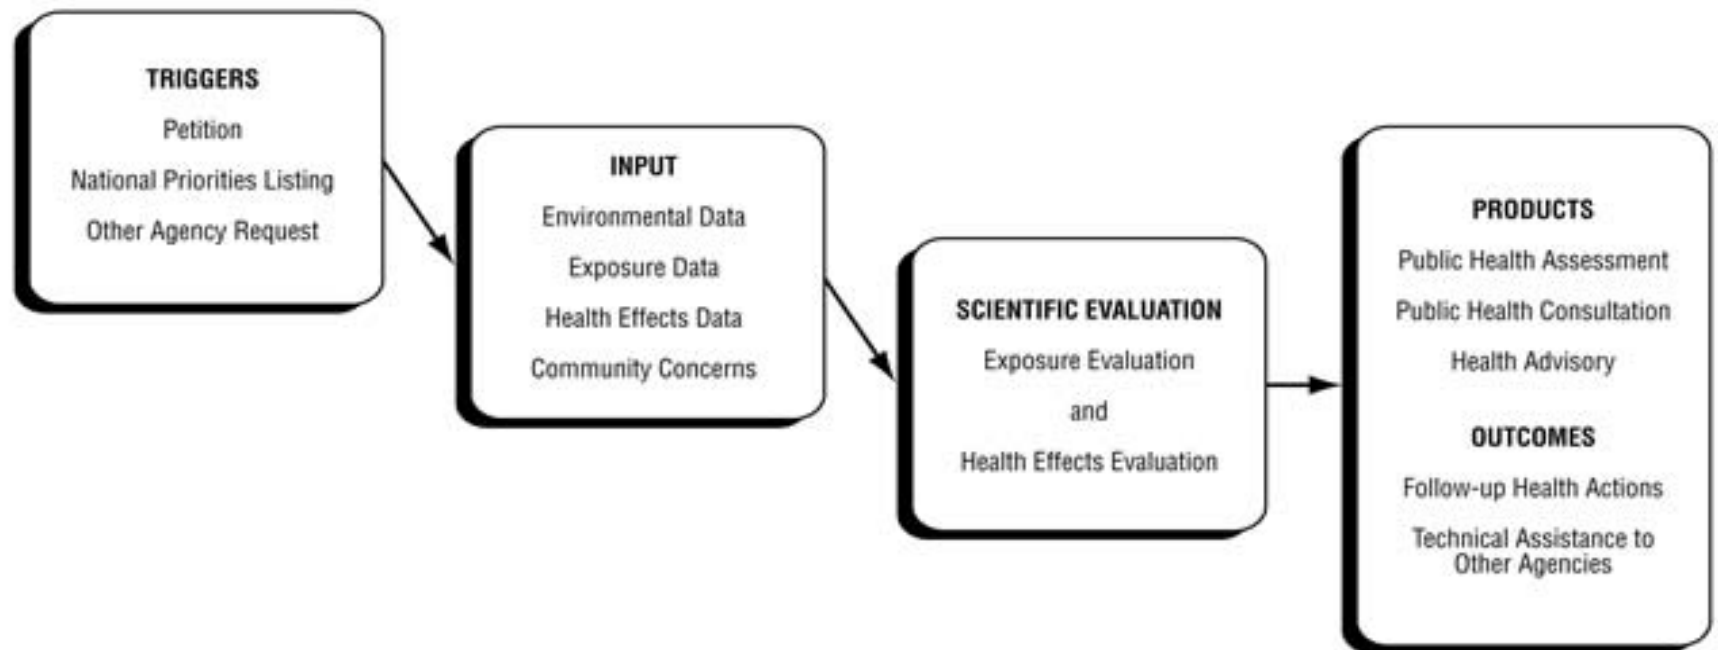 TRIGGERS
Petition
National Priorities Listing
Other Agency Request
INPUT
Environmental Data
Exposure Data
Health Effects Data
Community Concerns
SCIENTIFIC EVALUATION
Exposure Evaluation
and
Health Effects Evaluation
PRODUCTS
Public Health Assessment
Public Health Consultation
Health Advisory
OUTCOMES
Follow-up Health Actions
Technical Assistance to
Other Agencies